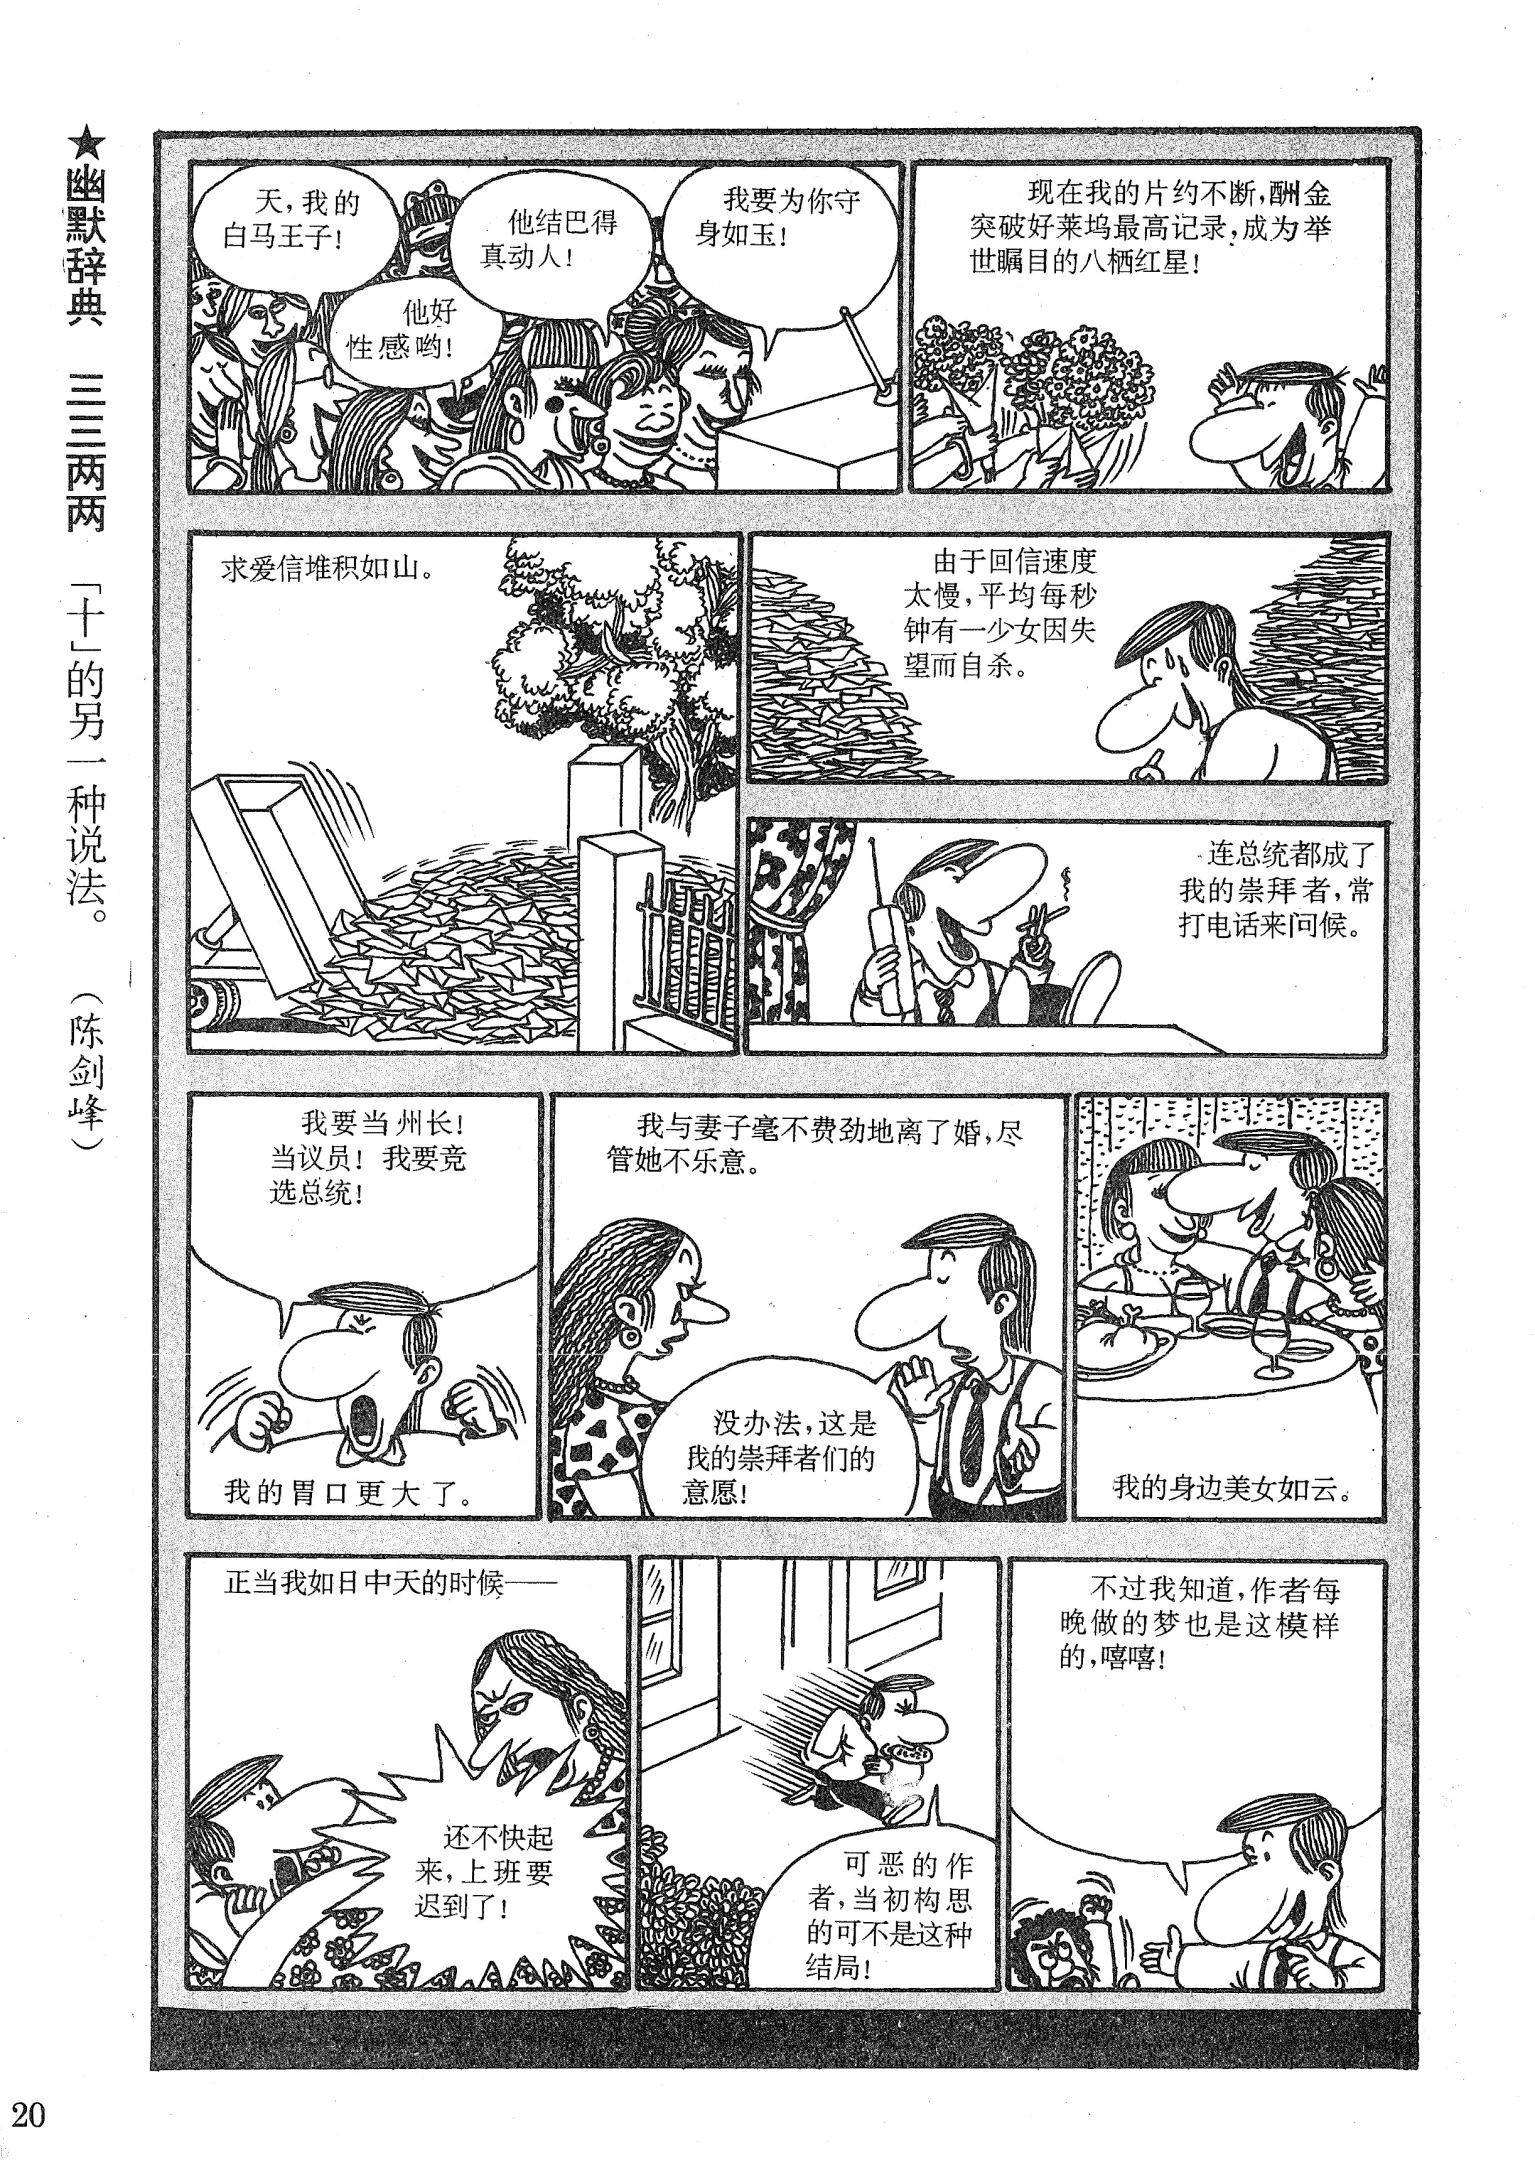 ★幽默辞典 三三两两 「十」的另一种说法。 (陈剑峰)
天,我的
白马王子!
他好
性感哟!
他结巴得
真动人!
我要为你守
身如玉!
现在我的片约不断,酬金
突破好莱坞最高记录,成为举
世瞩目的八栖红星!
求爱信堆积如山。
由于回信速度
太慢,平均每秒
钟有一少女因失
望而自杀。
连总统都成了
我的崇拜者,常
打电话来问候。
我要当州长!
当议员! 我要竞
选总统!
我的胃口更大了。
我与妻子毫不费劲地离了婚,尽
管她不乐意。
没办法,这是
我的崇拜者们的
意愿!
我的身边美女如云。
正当我如日中天的时候——
还不快起
来,上班要
迟到了!
可恶的作
者,当初构思
的可不是这种
结局!
不过我知道,作者每
晚做的梦也是这模样
的,嘻嘻!
20